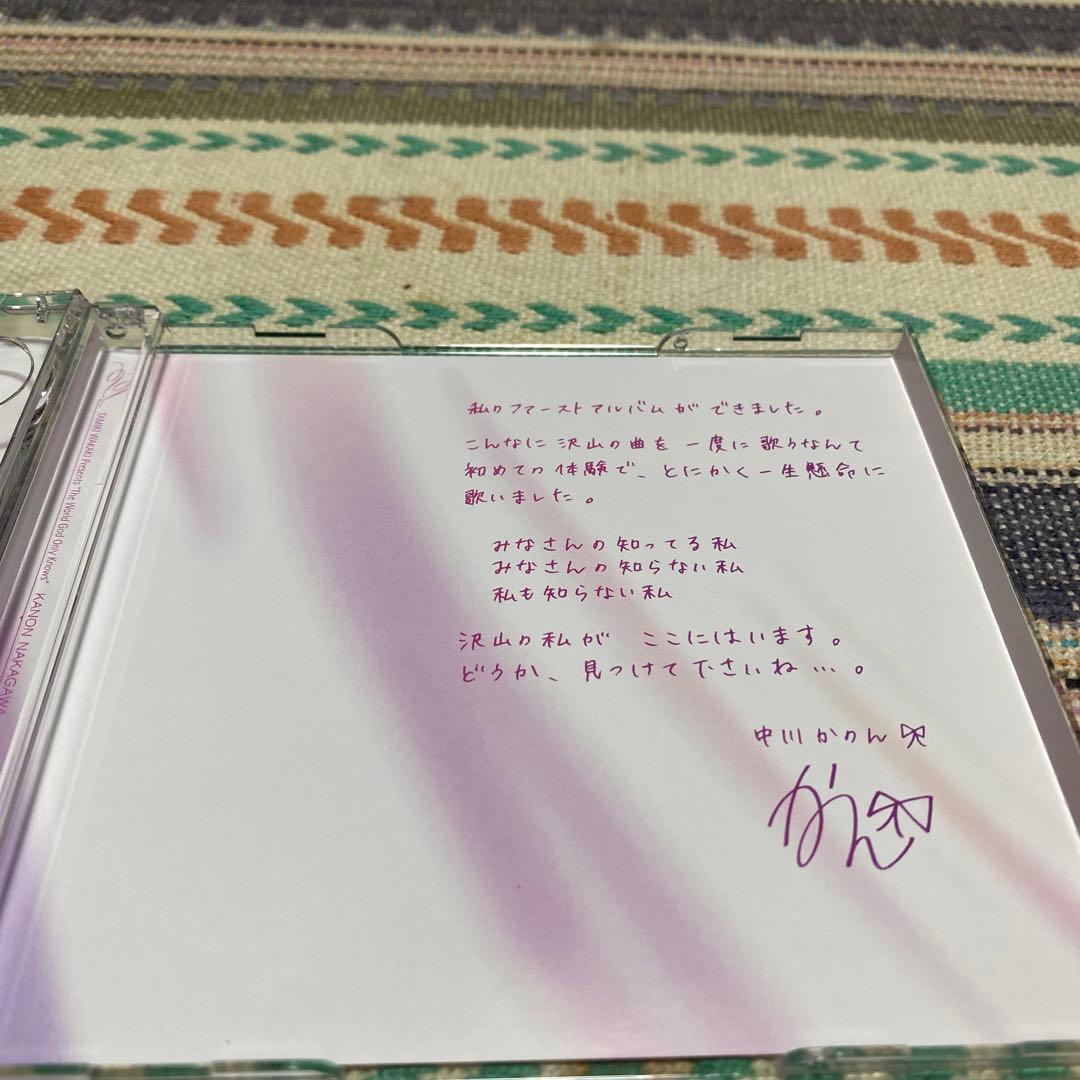 TAMIKI WAKAKI Presents "The World God Only Knows" KANON NAKAGAWA
私のファーストアルバムができました。
こんなに沢山の曲を一度に歌うなんて
初めての体験で、とにかく一生懸命に
歌いました。
みなさんの知ってる私
みなさんの知らない私
私も知らない私
沢山の私が ここにはいます。
どうか、見つけて下さいね…。
中川かのん
かのん